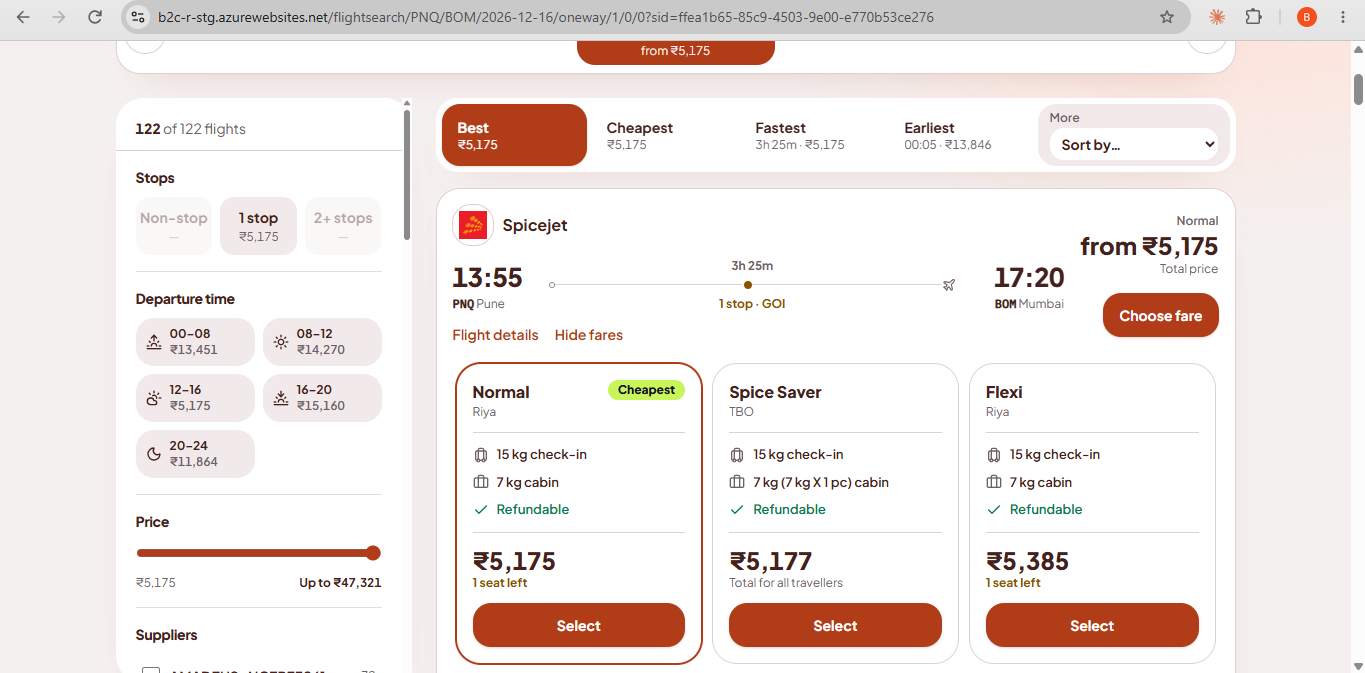 b2c-r-stg.azurewebsites.net/flightsearch/PNQ/BOM/2026-12-16/oneway/1/0/0?sid=ffea1b65-85c9-4503-9e00-e770b53ce276
B
from ₹5,175
122 of 122 flights
Stops
Non-stop
—
1 stop
₹5,175
2+ stops
—
Departure time
00–08
₹13,451
08–12
₹14,270
12–16
₹5,175
16–20
₹15,160
20–24
₹11,864
Price
₹5,175
Up to ₹47,321
Suppliers
Best
₹5,175
Cheapest
₹5,175
Fastest
3h 25m · ₹5,175
Earliest
00:05 · ₹13,846
More
Sort by...
Spicejet
13:55
PNQ Pune
3h 25m
1 stop · GOI
17:20
BOM Mumbai
Normal
from ₹5,175
Total price
Choose fare
Flight details
Hide fares
Normal
Cheapest
Riya
15 kg check-in
7 kg cabin
Refundable
₹5,175
1 seat left
Select
Spice Saver
TBO
15 kg check-in
7 kg (7 kg X 1 pc) cabin
Refundable
₹5,177
Total for all travellers
Select
Flexi
Riya
15 kg check-in
7 kg cabin
Refundable
₹5,385
1 seat left
Select